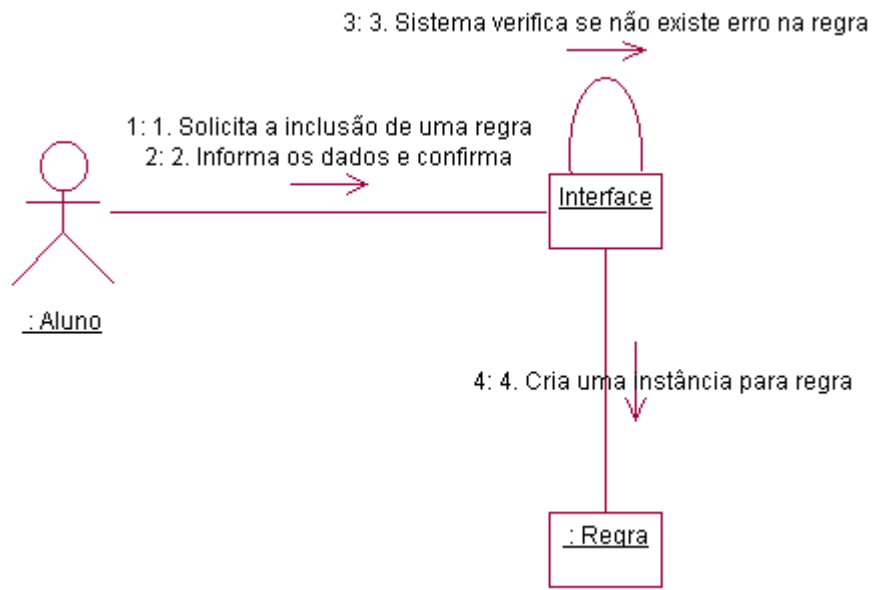 3: 3. Sistema verifica se não existe erro na regra
1: 1. Solicita a inclusão de uma regra
2: 2. Informa os dados e confirma
Interface
: Aluno
4: 4. Cria uma instância para regra
: Regra